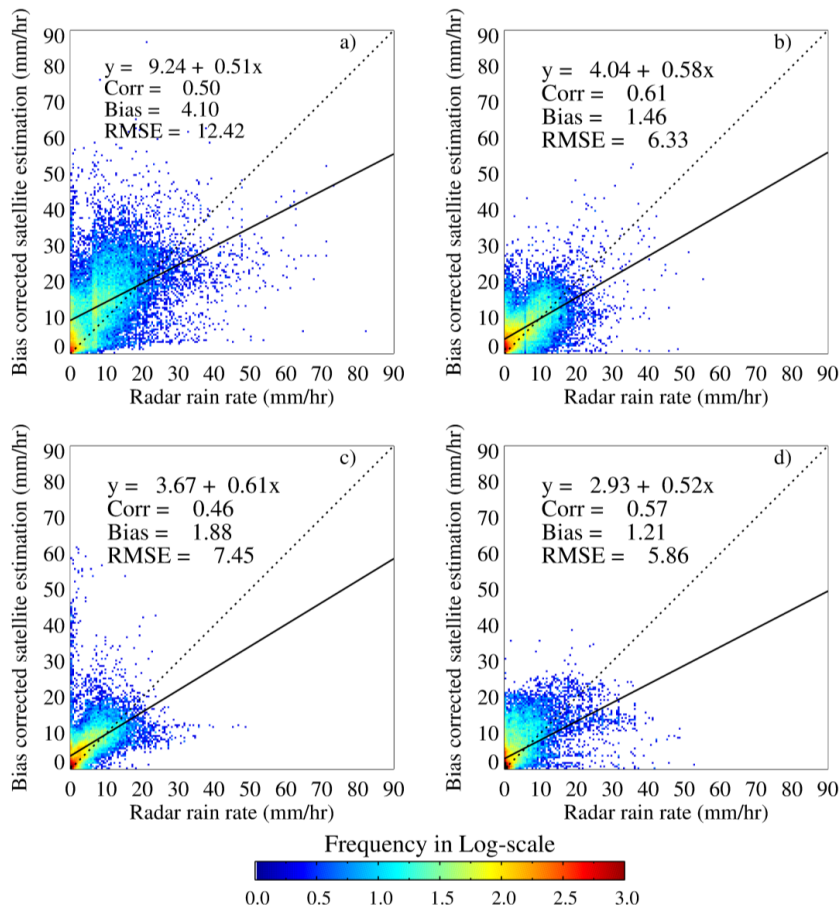 a)
y = 9.24 + 0.51x
Corr = 0.50
Bias = 4.10
RMSE = 12.42
Bias corrected satellite estimation (mm/hr)
90
80
70
60
50
40
30
20
10
0
0 10 20 30 40 50 60 70 80 90
Radar rain rate (mm/hr)
b)
y = 4.04 + 0.58x
Corr = 0.61
Bias = 1.46
RMSE = 6.33
Bias corrected satellite estimation (mm/hr)
90
80
70
60
50
40
30
20
10
0
0 10 20 30 40 50 60 70 80 90
Radar rain rate (mm/hr)
c)
y = 3.67 + 0.61x
Corr = 0.46
Bias = 1.88
RMSE = 7.45
Bias corrected satellite estimation (mm/hr)
90
80
70
60
50
40
30
20
10
0
0 10 20 30 40 50 60 70 80 90
Radar rain rate (mm/hr)
d)
y = 2.93 + 0.52x
Corr = 0.57
Bias = 1.21
RMSE = 5.86
Bias corrected satellite estimation (mm/hr)
90
80
70
60
50
40
30
20
10
0
0 10 20 30 40 50 60 70 80 90
Radar rain rate (mm/hr)
Frequency in Log-scale
0.0 0.5 1.0 1.5 2.0 2.5 3.0